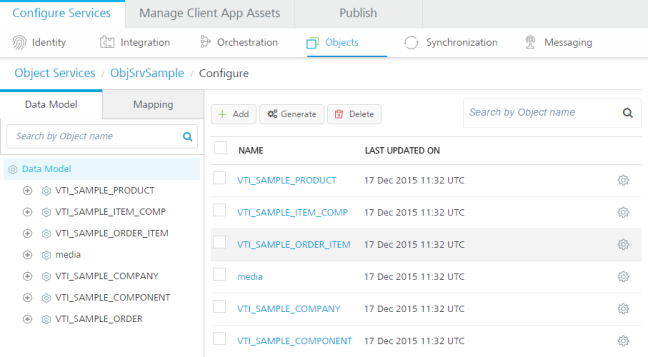 Configure Services Manage Client App Assets Publish
Identity Integration Orchestration Objects Synchronization Messaging
Object Services / ObjSrvSample / Configure
Data Model Mapping
Search by Object name
Data Model
VTI_SAMPLE_PRODUCT
VTI_SAMPLE_ITEM_COMP
VTI_SAMPLE_ORDER_ITEM
media
VTI_SAMPLE_COMPANY
VTI_SAMPLE_COMPONENT
VTI_SAMPLE_ORDER
+ Add Generate Delete Search by Object name
NAME LAST UPDATED ON
VTI_SAMPLE_PRODUCT 17 Dec 2015 11:32 UTC
VTI_SAMPLE_ITEM_COMP 17 Dec 2015 11:32 UTC
VTI_SAMPLE_ORDER_ITEM 17 Dec 2015 11:32 UTC
media 17 Dec 2015 11:32 UTC
VTI_SAMPLE_COMPANY 17 Dec 2015 11:32 UTC
VTI_SAMPLE_COMPONENT 17 Dec 2015 11:32 UTC